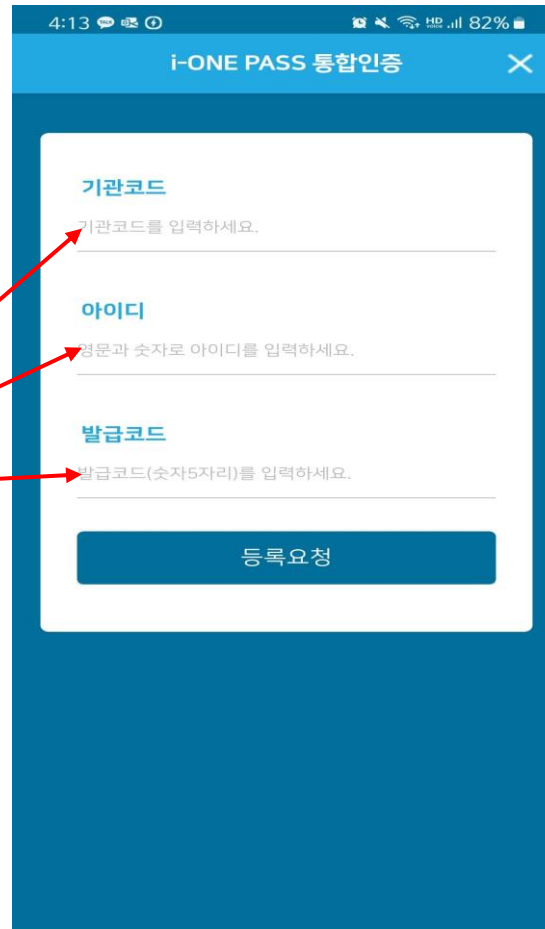 4:13 82%
i-ONE PASS 통합인증
기관코드
기관코드를 입력하세요.
아이디
영문과 숫자로 아이디를 입력하세요.
발급코드
발급코드(숫자5자리)를 입력하세요.
등록요청